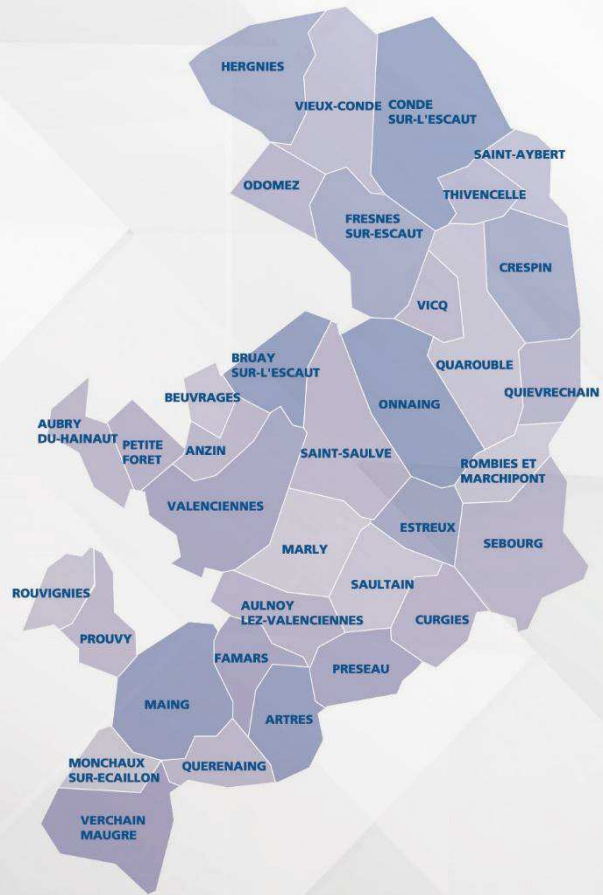 HERGNIES
VIEUX-CONDE
CONDE
SUR-L'ESCAUT
SAINT-AYBERT
ODOMEZ
THIVENCELLE
FRESNES
SUR-ESCAUT
CRESPIN
VICQ
BRUAY
SUR-L'ESCAUT
QUAROUBLE
ONNAING
QUIEVRECHAIN
BEUVRAGES
AUBRY
DU-HAINAUT
PETITE
FORET
ANZIN
SAINT-SAULVE
ROMBIES ET
MARCHIPONT
VALENCIENNES
ESTREUX
SEBOURG
MARLY
SAULTAIN
ROUVIGNIES
AULNOY
LEZ-VALENCIENNES
CURGIES
PROUVY
FAMARS
PRESEAU
MAING
ARTRES
MONCHAUX
SUR-ECAILLON
QUERENAING
VERCHAIN
MAUGRE